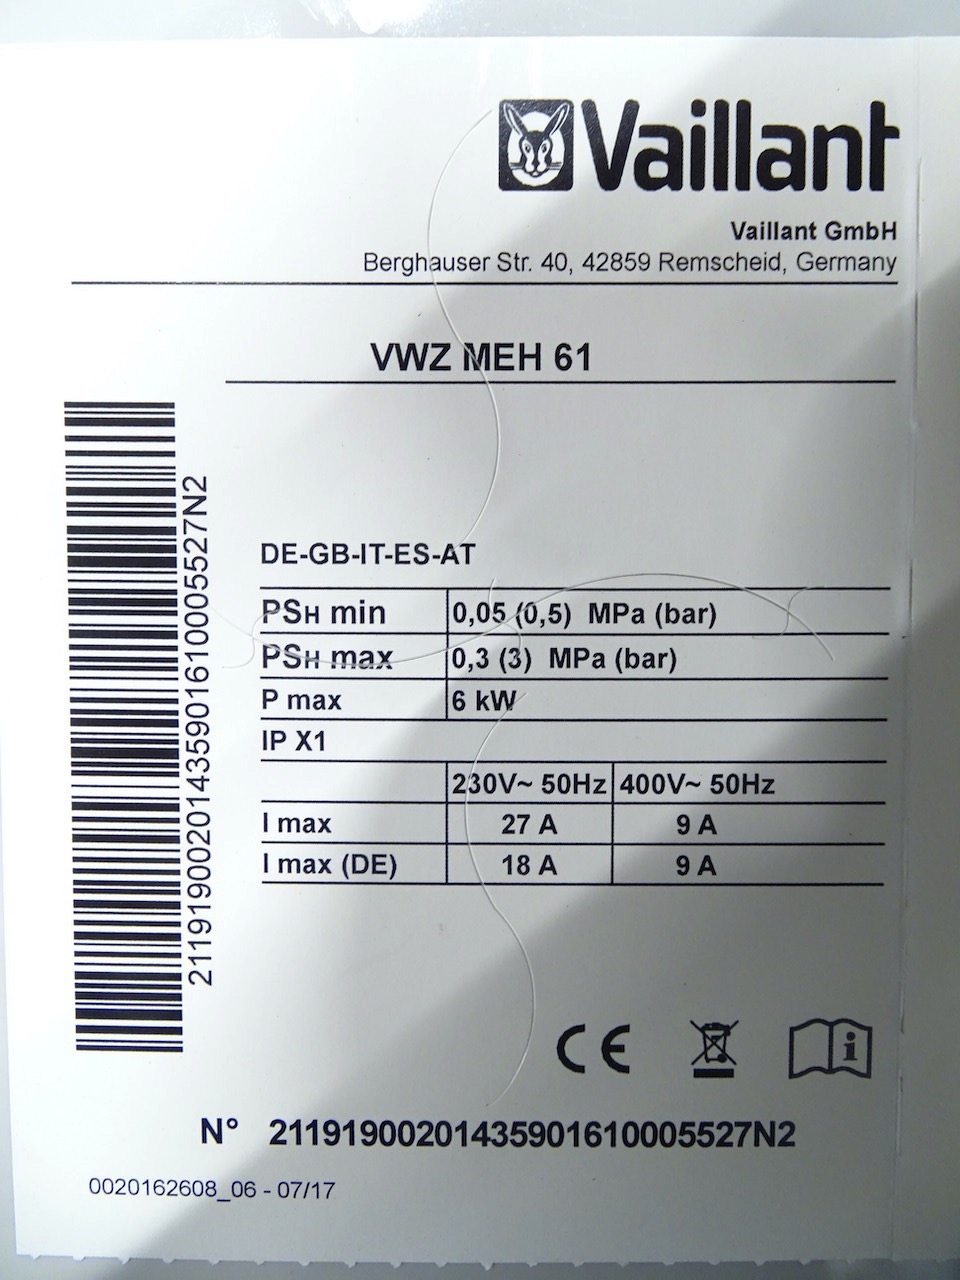 Vaillant
Vaillant GmbH
Berghauser Str. 40, 42859 Remscheid, Germany
VWZ MEH 61
21191900201435901610005527N2
DE-GB-IT-ES-AT
PSH min 0,05 (0,5) MPa (bar)
PSH max 0,3 (3) MPa (bar)
P max 6 kW
IP X1
230V~ 50Hz 400V~ 50Hz
I max 27 A 9 A
I max (DE) 18 A 9 A
CE
i
N° 21191900201435901610005527N2
0020162608_06 - 07/17